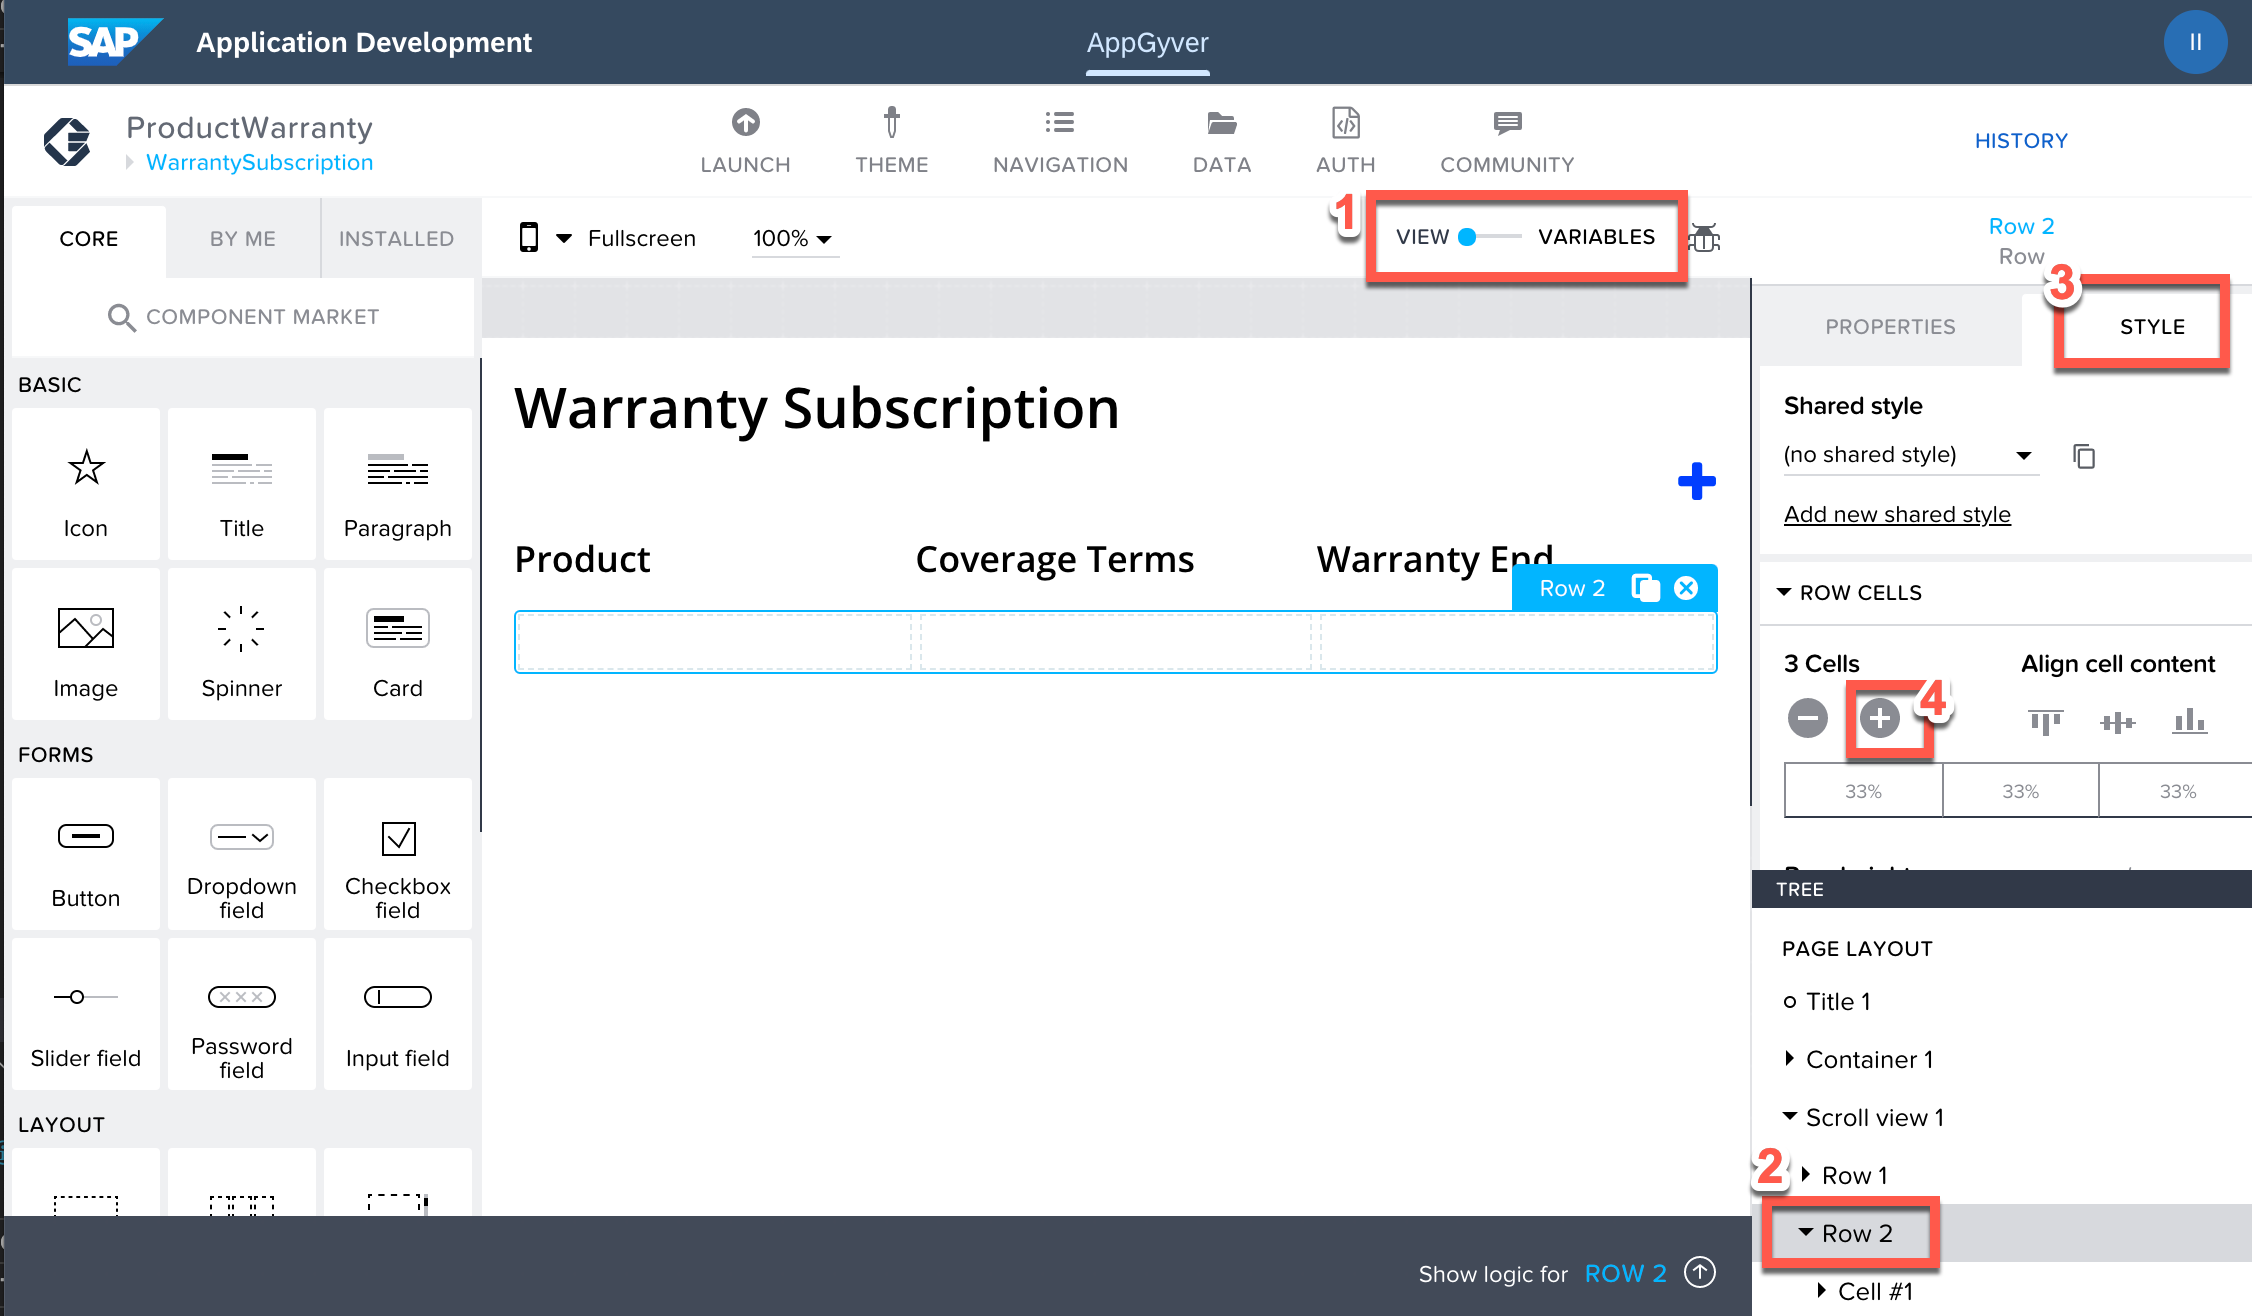 SAP Application Development
AppGyver
II
ProductWarranty
WarrantySubscription
LAUNCH
THEME
NAVIGATION
DATA
AUTH
COMMUNITY
HISTORY
CORE
BY ME
INSTALLED
Fullscreen
100%
1
VIEW
VARIABLES
Row 2
Row
COMPONENT MARKET
3
PROPERTIES
STYLE
BASIC
Icon
Title
Paragraph
Image
Spinner
Card
FORMS
Button
Dropdown
field
Checkbox
field
Slider field
Password
field
Input field
LAYOUT
Warranty Subscription
Product
Coverage Terms
Warranty End
Row 2
Shared style
(no shared style)
Add new shared style
ROW CELLS
3 Cells
Align cell content
4
33%
33%
33%
TREE
PAGE LAYOUT
Title 1
Container 1
Scroll view 1
2
Row 1
Row 2
Cell #1
Show logic for ROW 2